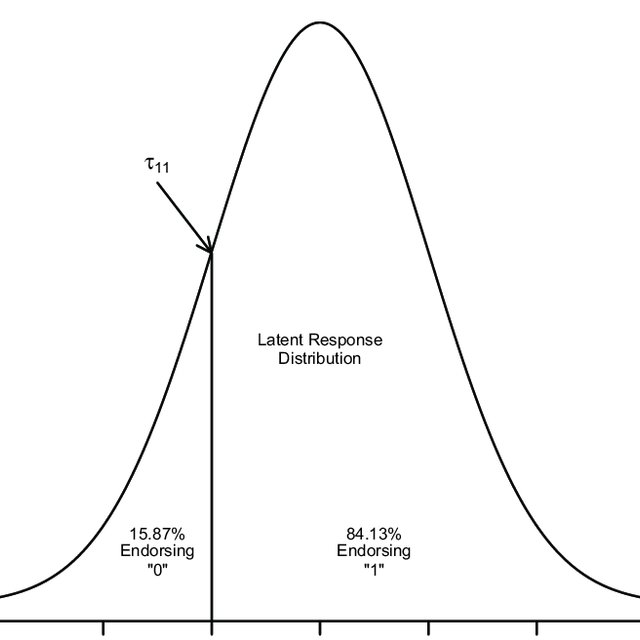 τ11
Latent Response
Distribution
15.87%
Endorsing
"0"
84.13%
Endorsing
"1"